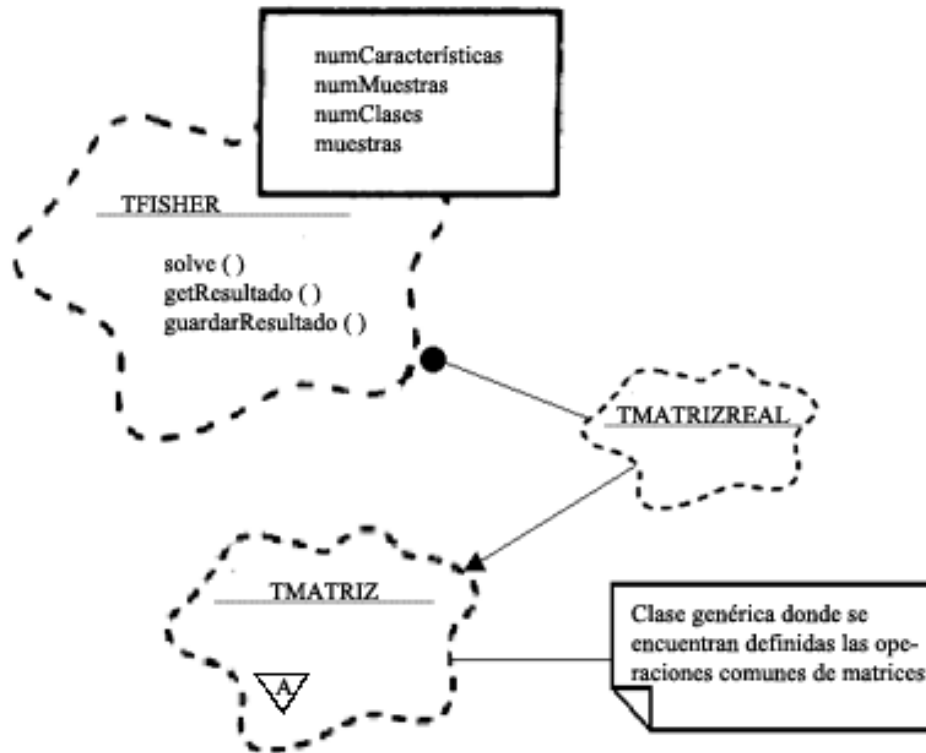 numCaracterísticas
numMuestras
numClases
muestras
TFISHER
solve ( )
getResultado ( )
guardarResultado ( )
TMATRIZREAL
TMATRIZ
A
Clase genérica donde se
encuentran definidas las ope-
raciones comunes de matrices